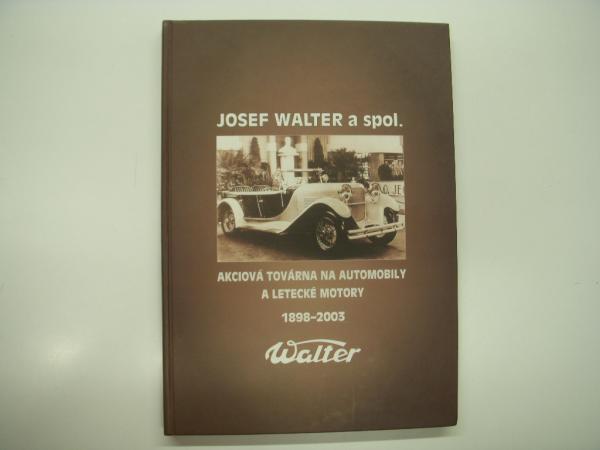 JOSEF WALTER a spol.
AKCIOVÁ TOVÁRNA NA AUTOMOBILY
A LETECKÉ MOTORY
1898-2003
Walter